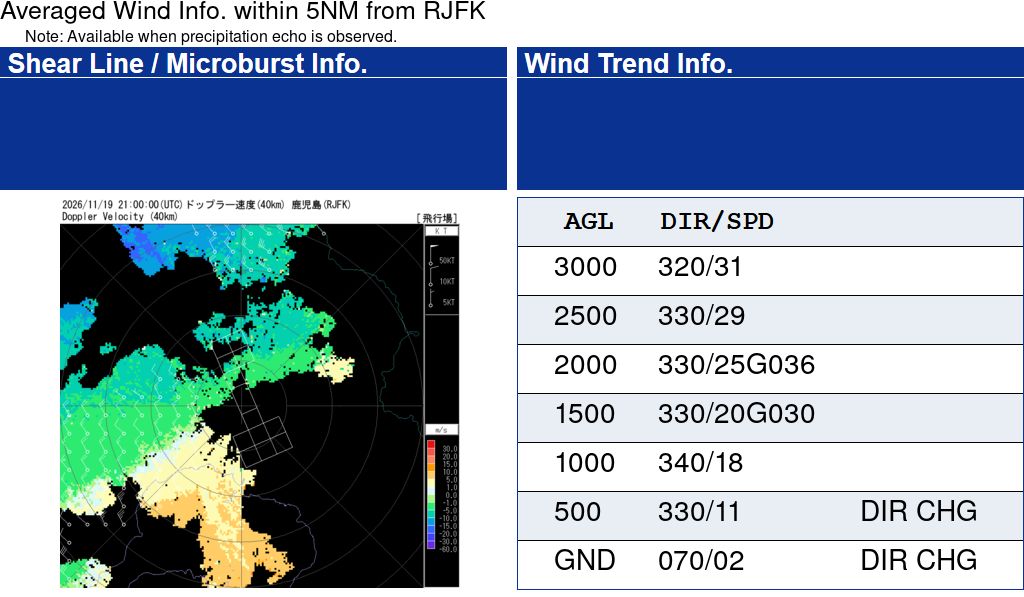 Averaged Wind Info. within 5NM from RJFK
Note: Available when precipitation echo is observed.
Shear Line / Microburst Info.
Wind Trend Info.
2026/11/19 21:00:00(UTC) ドップラー速度(40km) 鹿児島(RJFK)
Doppler Velocity (40km)
[飛行場]
K T
50KT
10KT
5KT
m/s
30.0
20.0
15.0
10.0
5.0
1.0
0.0
-1.0
-5.0
-10.0
-15.0
-20.0
-30.0
-60.0
AGL DIR/SPD
3000 320/31
2500 330/29
2000 330/25G036
1500 330/20G030
1000 340/18
500 330/11 DIR CHG
GND 070/02 DIR CHG